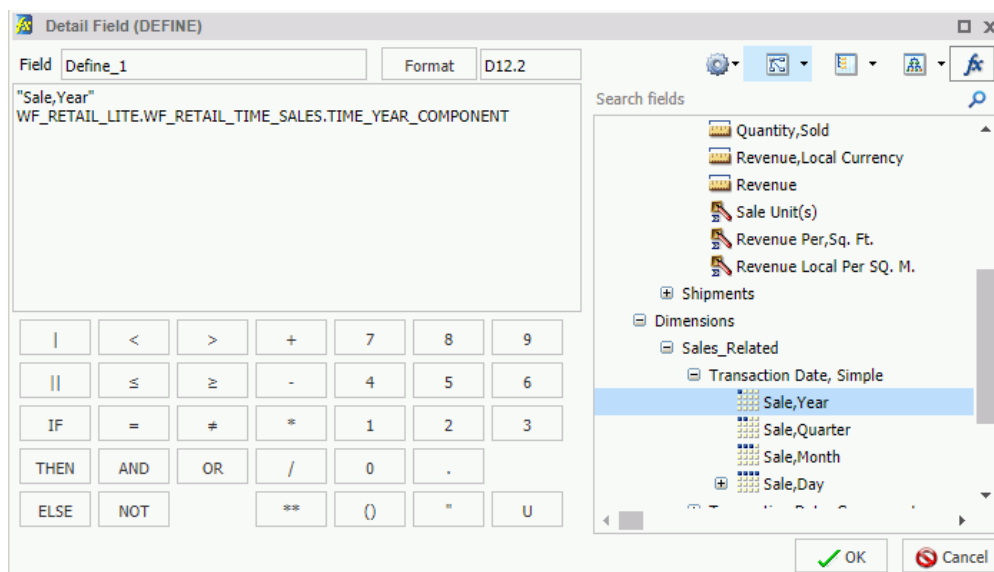 Detail Field (DEFINE)
Field Define_1 Format D12.2
"Sale,Year"
WF_RETAIL_LITE.WF_RETAIL_TIME_SALES.TIME_YEAR_COMPONENT
| < > + 7 8 9
|| ≤ ≥ - 4 5 6
IF = ≠ * 1 2 3
THEN AND OR / 0 .
ELSE NOT ** () " U
fx
Search fields
Quantity,Sold
Revenue,Local Currency
Revenue
Sale Unit(s)
Revenue Per,Sq. Ft.
Revenue Local Per SQ. M.
Shipments
Dimensions
Sales_Related
Transaction Date, Simple
Sale,Year
Sale,Quarter
Sale,Month
Sale,Day
OK Cancel